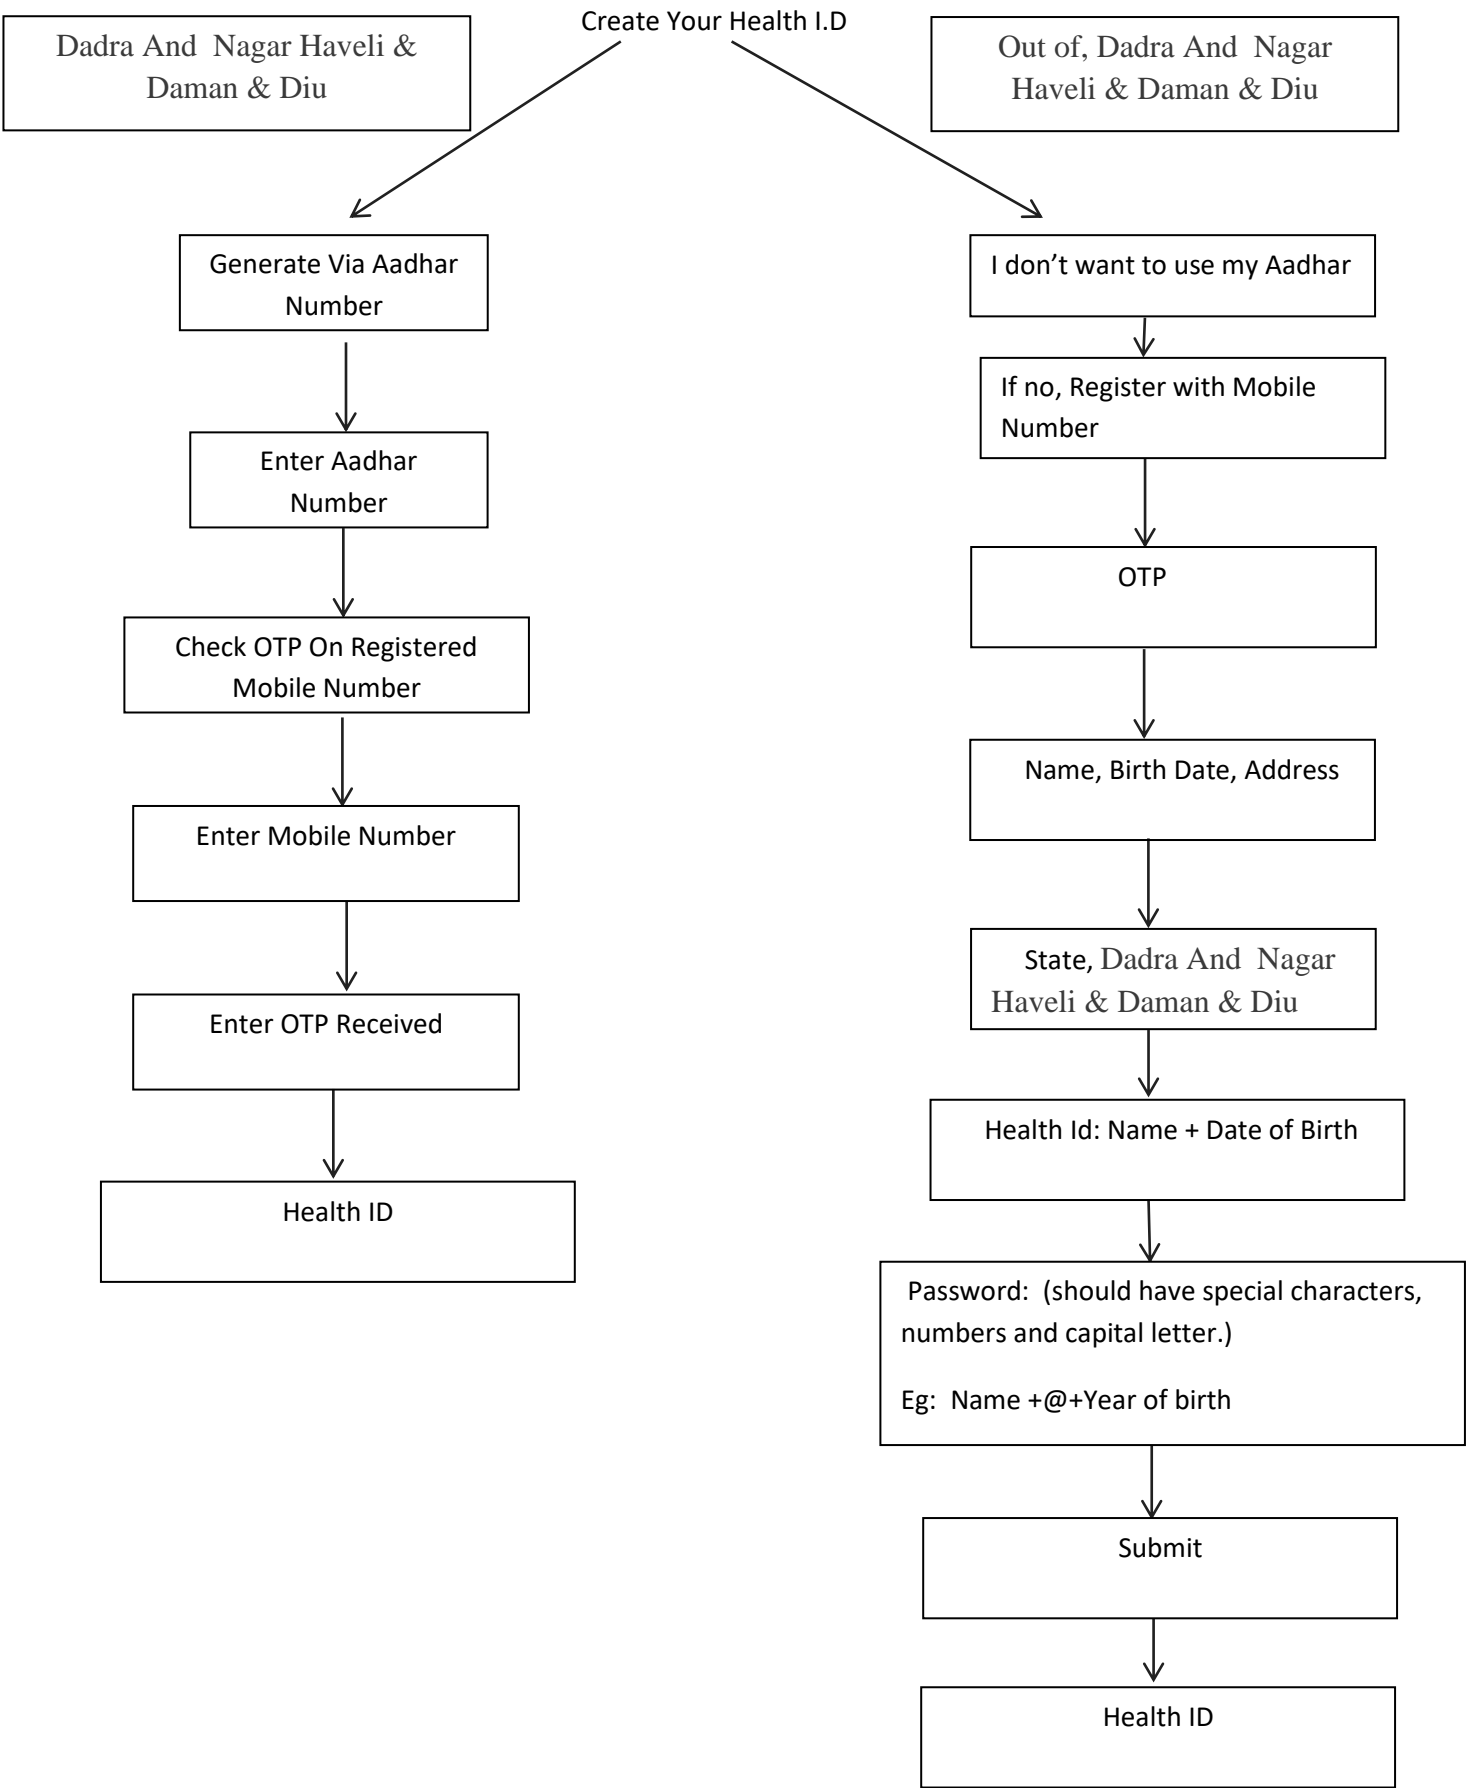 Create Your Health I.D
Dadra And  Nagar Haveli &
Daman & Diu
Out of, Dadra And  Nagar
Haveli & Daman & Diu
Generate Via Aadhar
Number
Enter Aadhar
Number
Check OTP On Registered
Mobile Number
Enter Mobile Number
Enter OTP Received
Health ID
I don’t want to use my Aadhar
If no, Register with Mobile
Number
OTP
Name, Birth Date, Address
State, Dadra And  Nagar
Haveli & Daman & Diu
Health Id: Name + Date of Birth
Password:  (should have special characters,
numbers and capital letter.)
Eg:  Name +@+Year of birth
Submit
Health ID